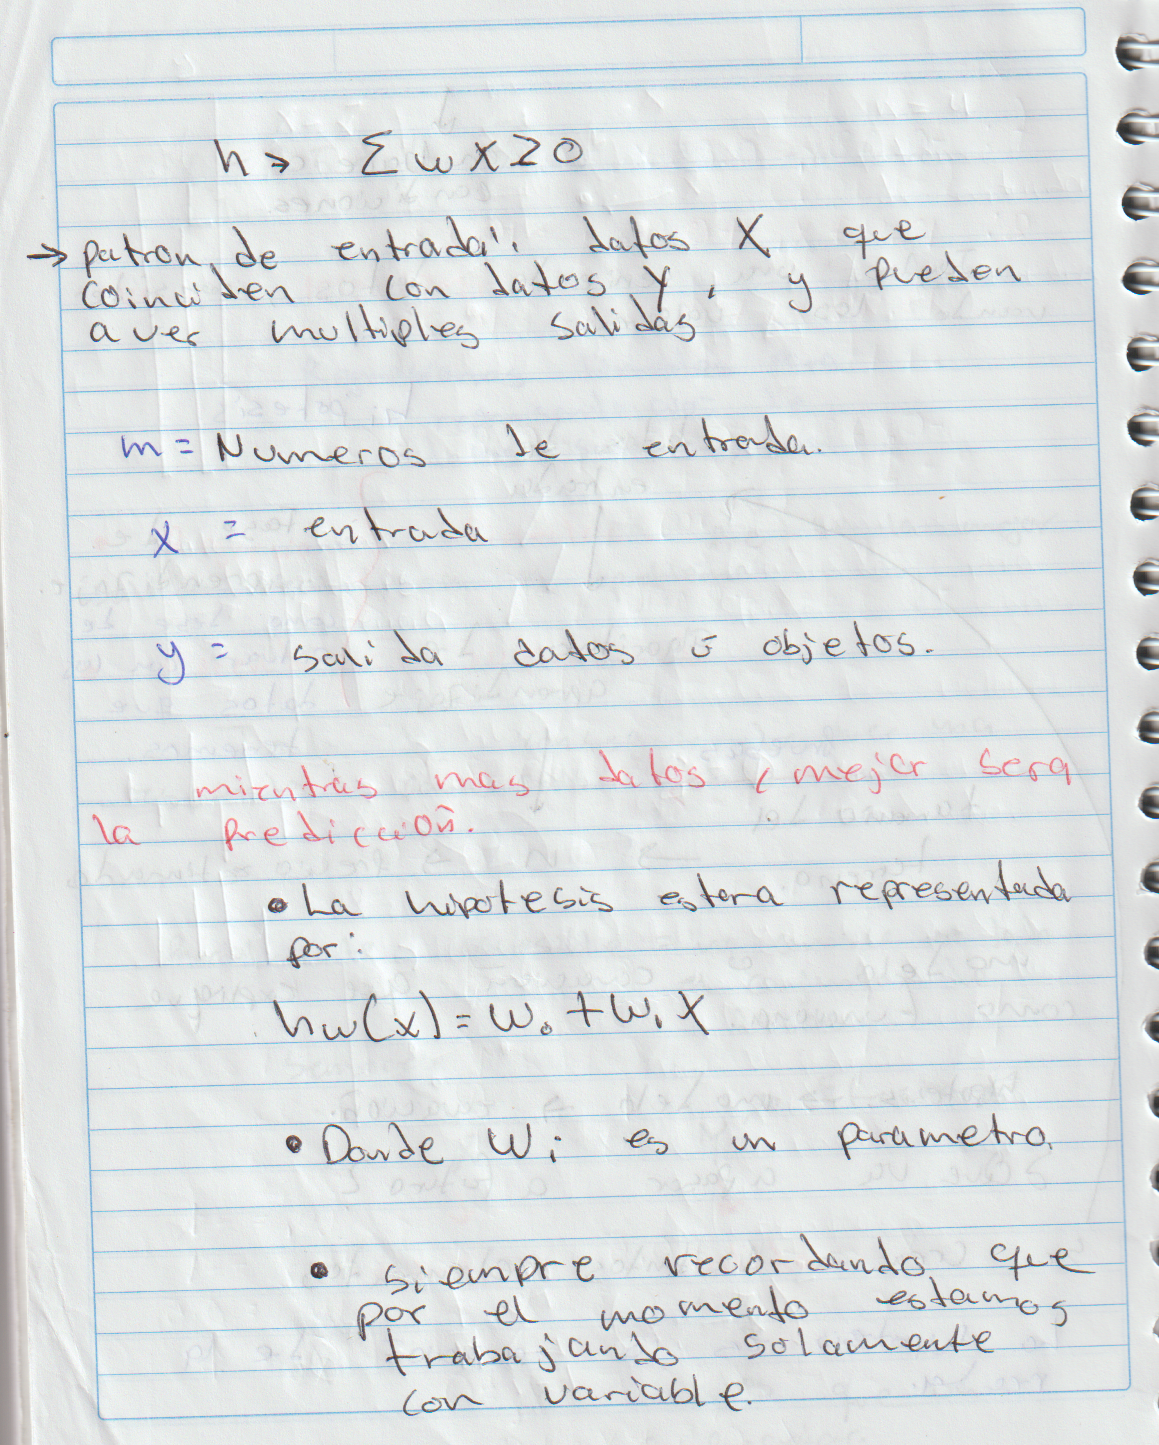 h → Σ w X ≥ 0
→ patron de entrada: datos X que
coinciden con datos Y, y pueden
aver multiples salidas
m = Numeros de entrada.
x = entrada
y = salida datos ū objetos.
mientras mas datos, mejor sera
la Predicción.
• La hipotesis estara representada
por:
hw(x) = w₀ + w₁ X
• Donde Wi es un parametro.
• siempre recordando que
por el momento estamos
trabajando solamente
con variable.